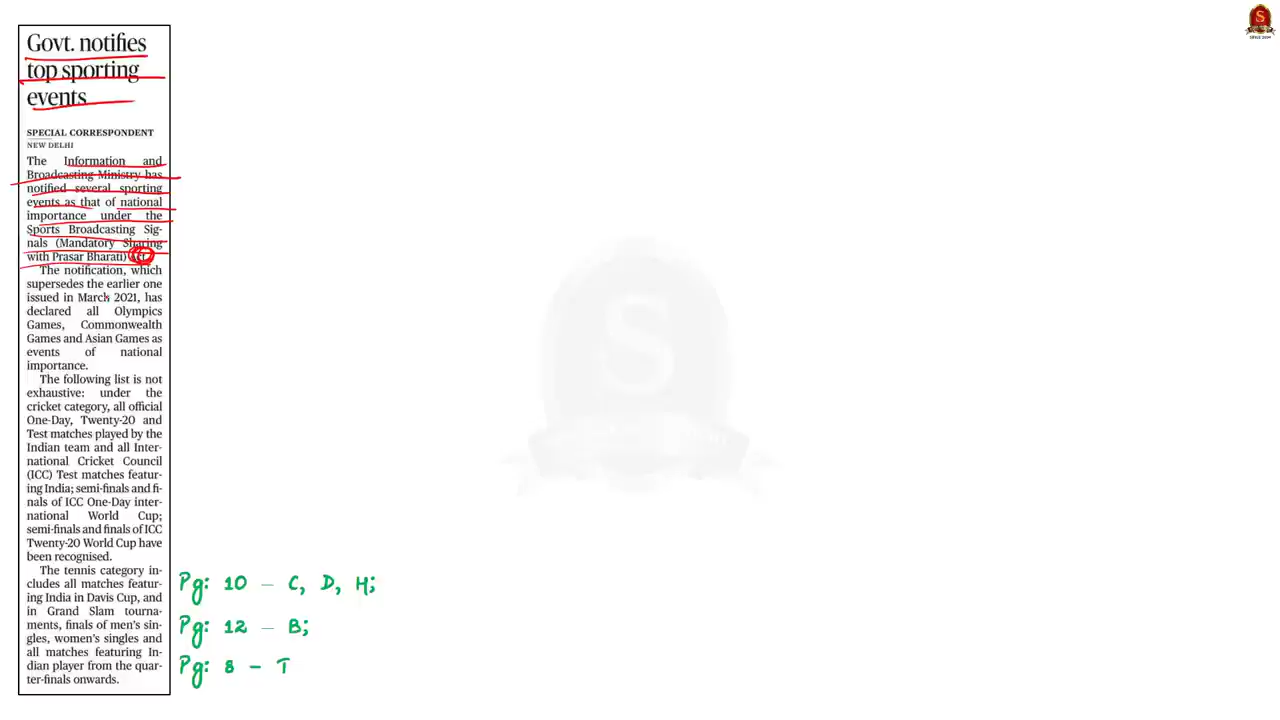 Govt. notifies
top sporting
events
SPECIAL CORRESPONDENT
NEW DELHI
The Information and
Broadcasting Ministry has
notified several sporting
events as that of national
importance under the
Sports Broadcasting Sig-
nals (Mandatory Sharing
with Prasar Bharati) Act.
The notification, which
supersedes the earlier one
issued in March 2021, has
declared all Olympics
Games, Commonwealth
Games and Asian Games as
events of national
importance.
The following list is not
exhaustive: under the
cricket category, all official
One-Day, Twenty-20 and
Test matches played by the
Indian team and all Inter-
national Cricket Council
(ICC) Test matches featur-
ing India; semi-finals and fi-
nals of ICC One-Day inter-
national World Cup;
semi-finals and finals of ICC
Twenty-20 World Cup have
been recognised.
The tennis category in-
cludes all matches featur-
ing India in Davis Cup, and
in Grand Slam tourna-
ments, finals of men's sin-
gles, women's singles and
all matches featuring In-
dian player from the quar-
ter-finals onwards.
Pg: 10 – C, D, H;
Pg: 12 – B;
Pg: 8 – T
S
SINCE 2004
S